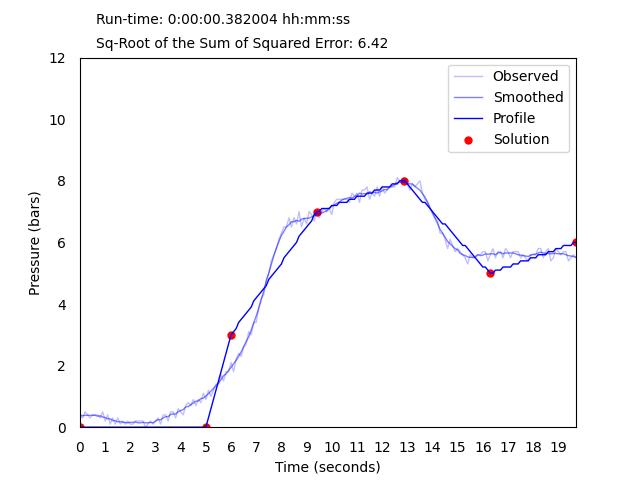 Run-time: 0:00:00.382004 hh:mm:ss
Sq-Root of the Sum of Squared Error: 6.42
12
10
8
6
4
2
0
Pressure (bars)
Observed
Smoothed
Profile
Solution
0 1 2 3 4 5 6 7 8 9 10 11 12 13 14 15 16 17 18 19
Time (seconds)